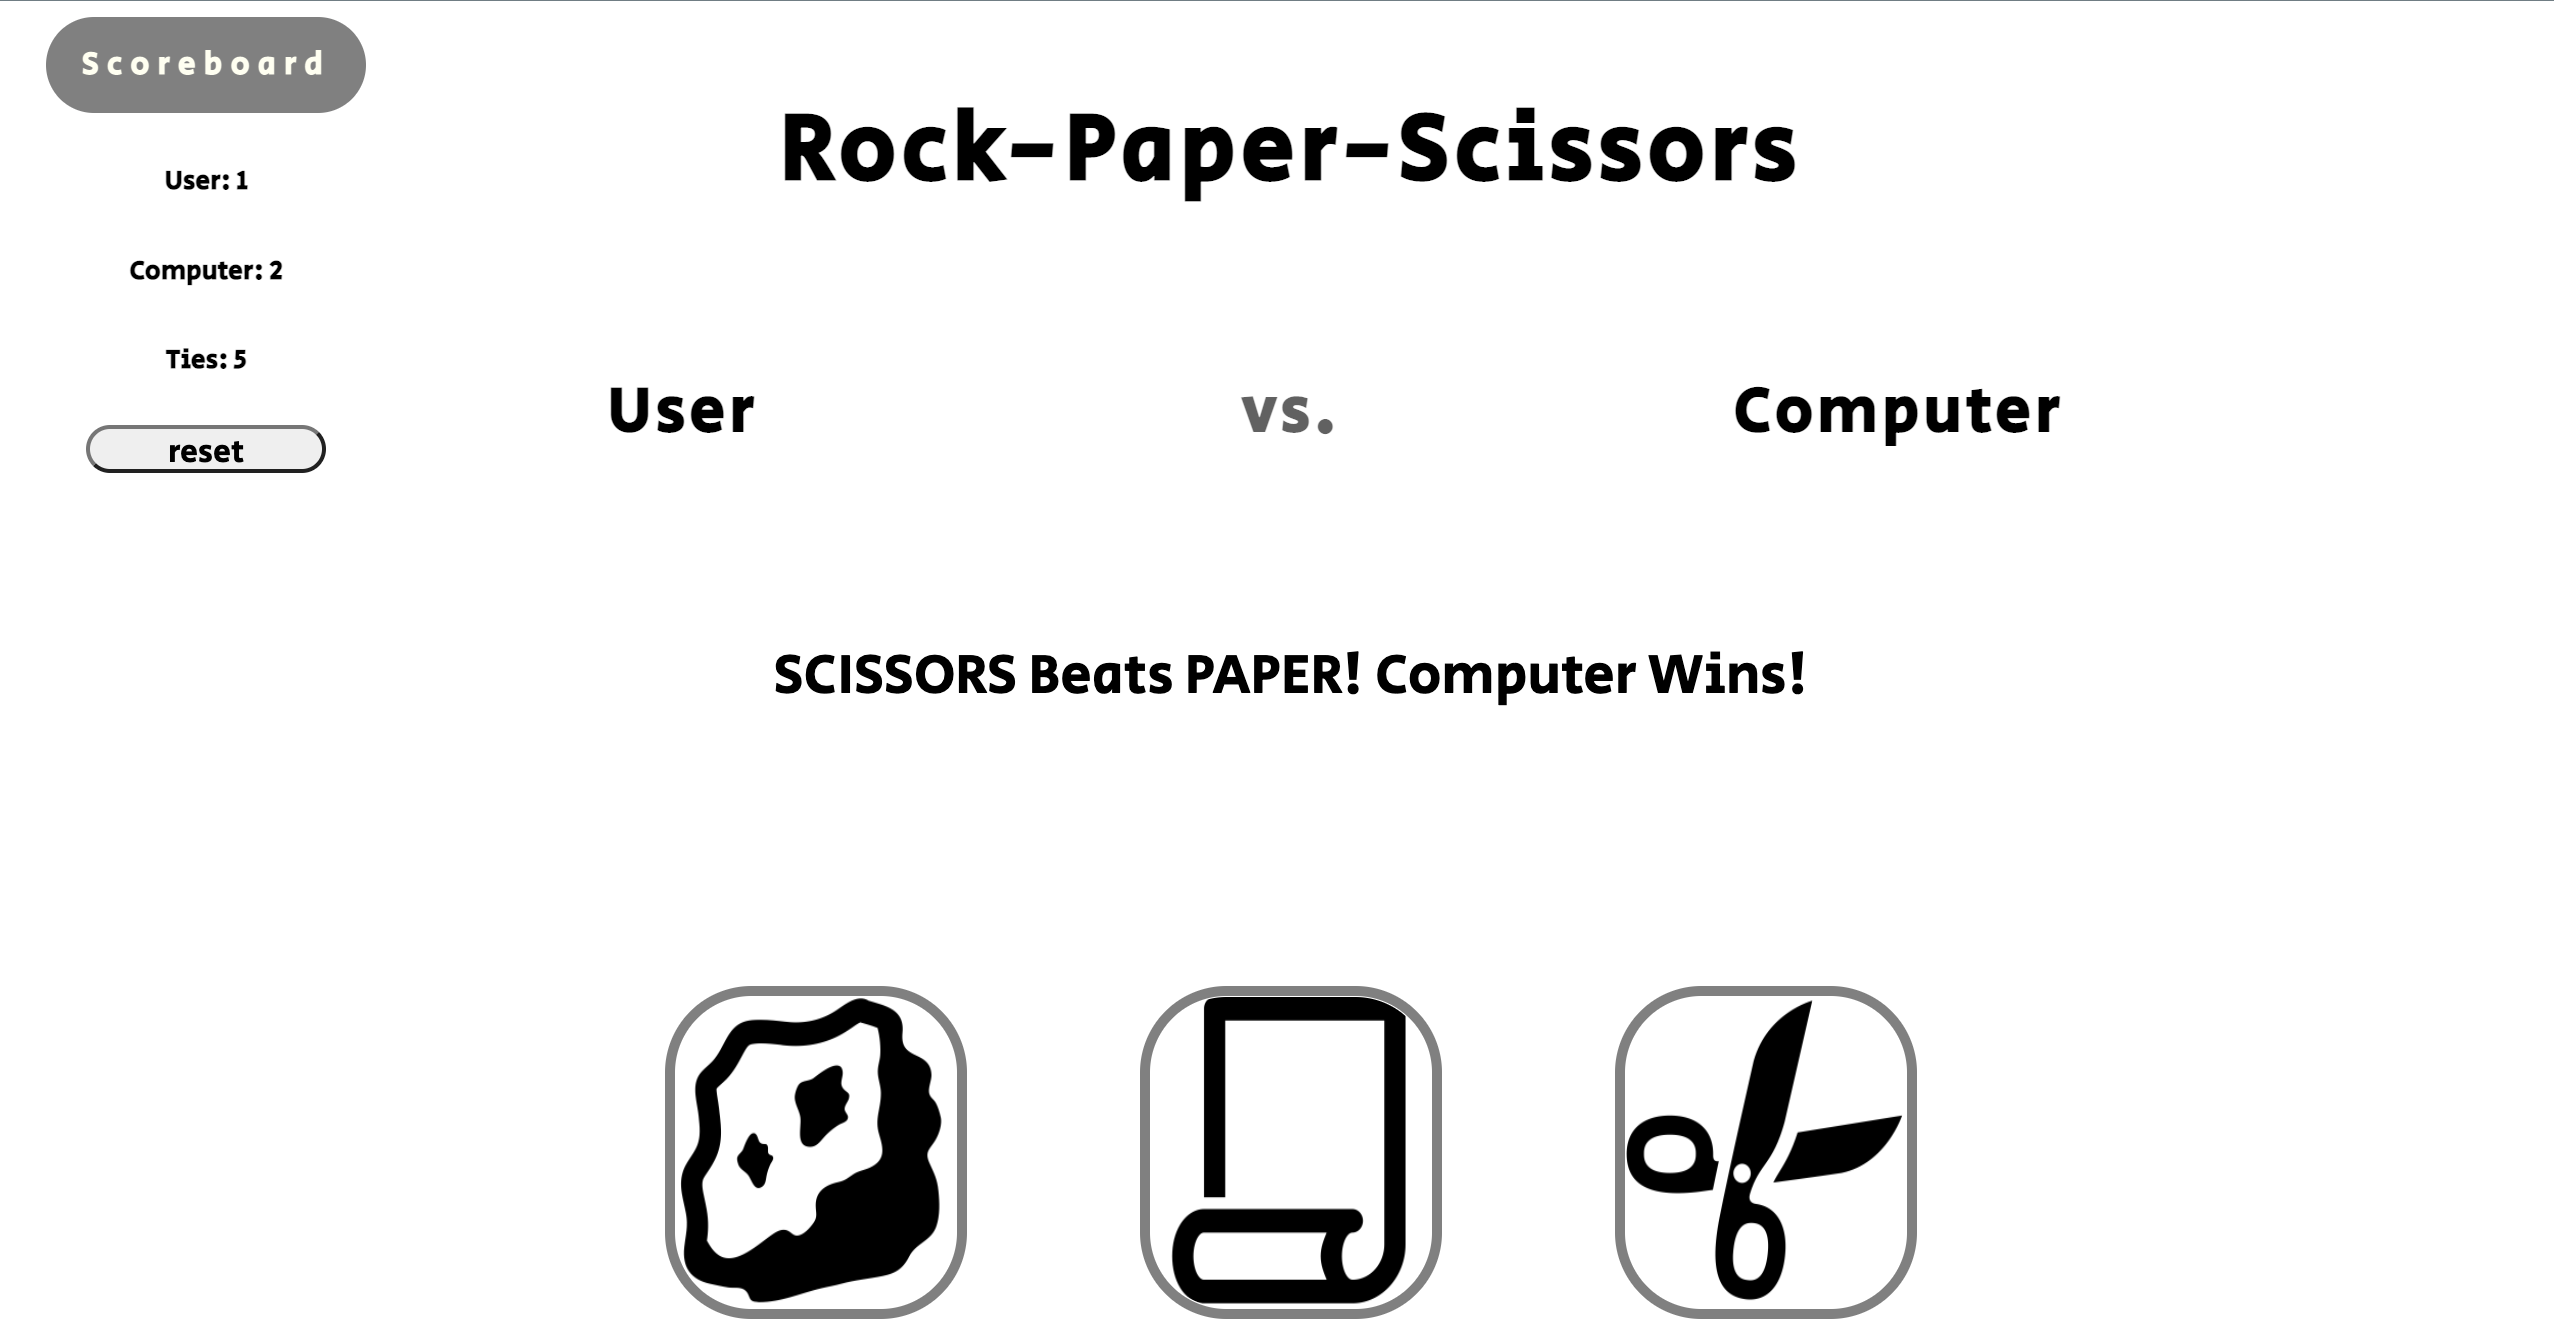 Scoreboard
User: 1
Computer: 2
Ties: 5
reset
Rock-Paper-Scissors
User
vs.
Computer
SCISSORS Beats PAPER! Computer Wins!